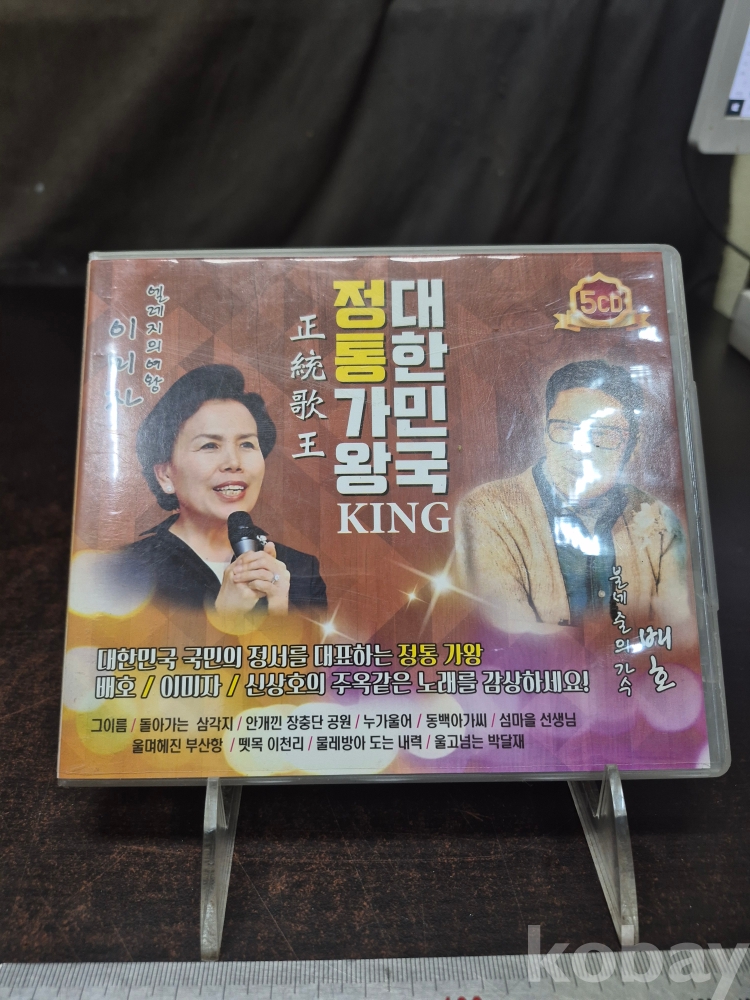 엘레지의 여왕
이미자
正統歌王
대한민국
정통가왕
KING
5CD
운명술의 가수
배호
대한민국 국민의 정서를 대표하는 정통 가왕
배호 / 이미자 / 신상호의 주옥같은 노래를 감상하세요!
그이름 / 돌아가는 삼각지 / 안개낀 장충단 공원 / 누가울어 / 동백아가씨 / 섬마을 선생님
울며헤진 부산항 / 뗏목 이천리 / 물레방아 도는 내력 / 울고넘는 박달재
kobay